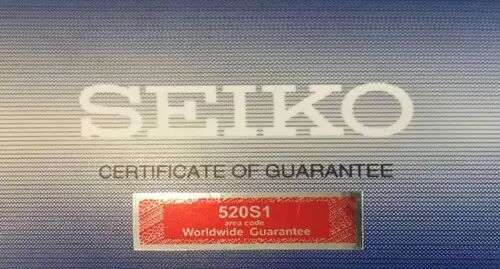 SEIKO
CERTIFICATE OF GUARANTEE
520S1
area code
Worldwide Guarantee